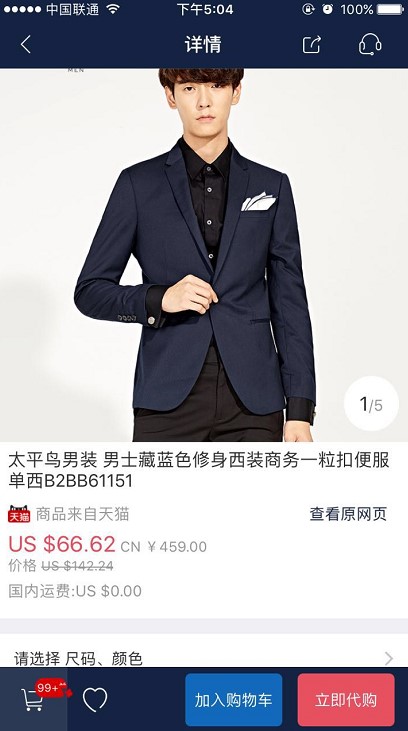 中国联通 下午5:04 100%
详情
MEN
1/5
太平鸟男装 男士藏蓝色修身西装商务一粒扣便服
单西B2BB61151
天猫 商品来自天猫 查看原网页
US $66.62 CN ￥459.00
价格 US $142.24
国内运费:US $0.00
请选择 尺码、颜色
99+
加入购物车 立即代购